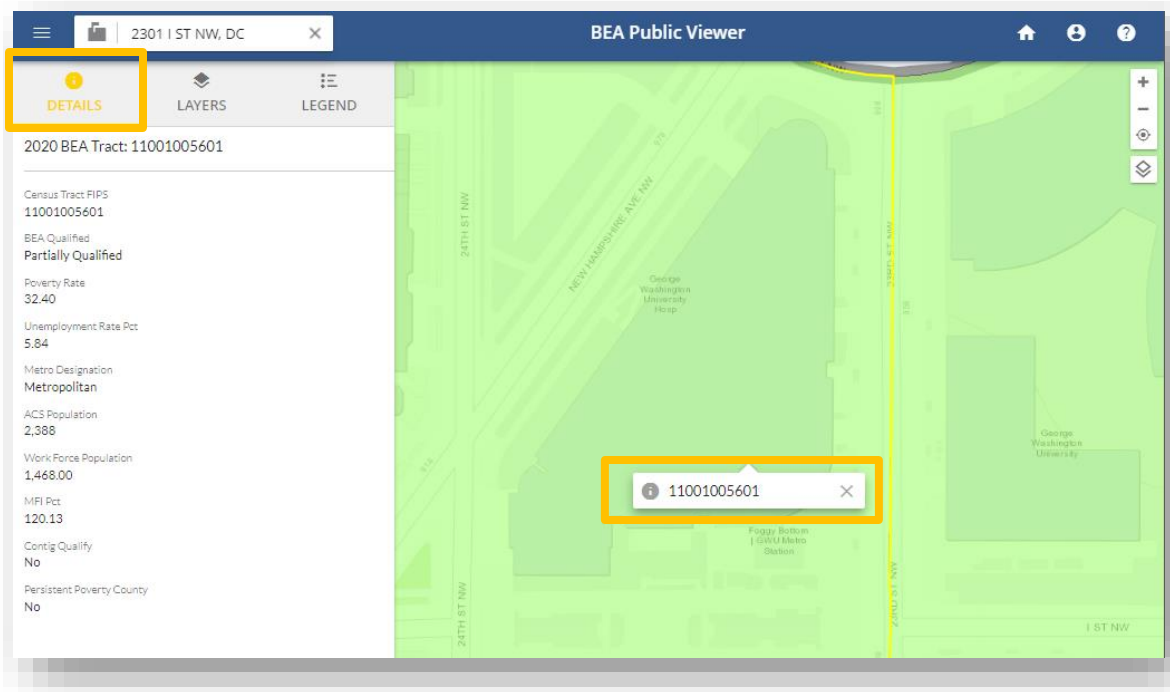 2301 I ST NW, DC
BEA Public Viewer
DETAILS
LAYERS
LEGEND
2020 BEA Tract: 11001005601
Census Tract FIPS
11001005601
BEA Qualified
Partially Qualified
Poverty Rate
32.40
Unemployment Rate Pct
5.84
Metro Designation
Metropolitan
ACS Population
2,388
Work Force Population
1,468.00
MFI Pct
120.13
Contig Qualify
No
Persistent Poverty County
No
NW
24TH ST NW
NEW HAMPSHIRE AVE NW
23RD ST NW
George
Washington
University
Hosp
George
Washington
University
11001005601
Foggy Bottom
| GWU Metro
Station
24TH ST NW
23RD ST NW
I ST NW